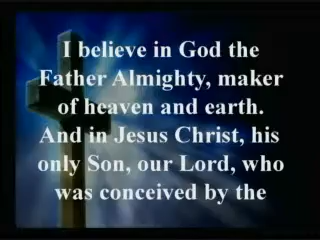 I believe in God the
Father Almighty, maker
of heaven and earth.
And in Jesus Christ, his
only Son, our Lord, who
was conceived by the